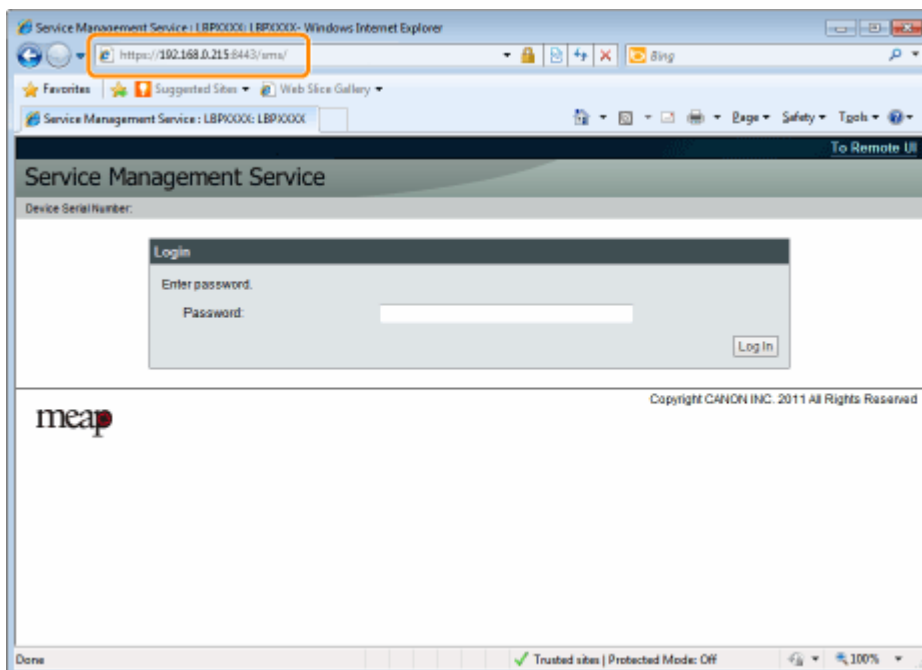 Service Management Service : LBPXXXX: LBPXXXX- Windows Internet Explorer
https://192.168.0.215:8443/sms/
Bing
Favorites Suggested Sites Web Slice Gallery
Service Management Service : LBPXXXX: LBPXXXX Page Safety Tools
To Remote UI
Service Management Service
Device Serial Number:
Login
Enter password.
Password:
Log In
Copyright CANON INC. 2011 All Rights Reserved
meap
Done Trusted sites | Protected Mode: Off 100%